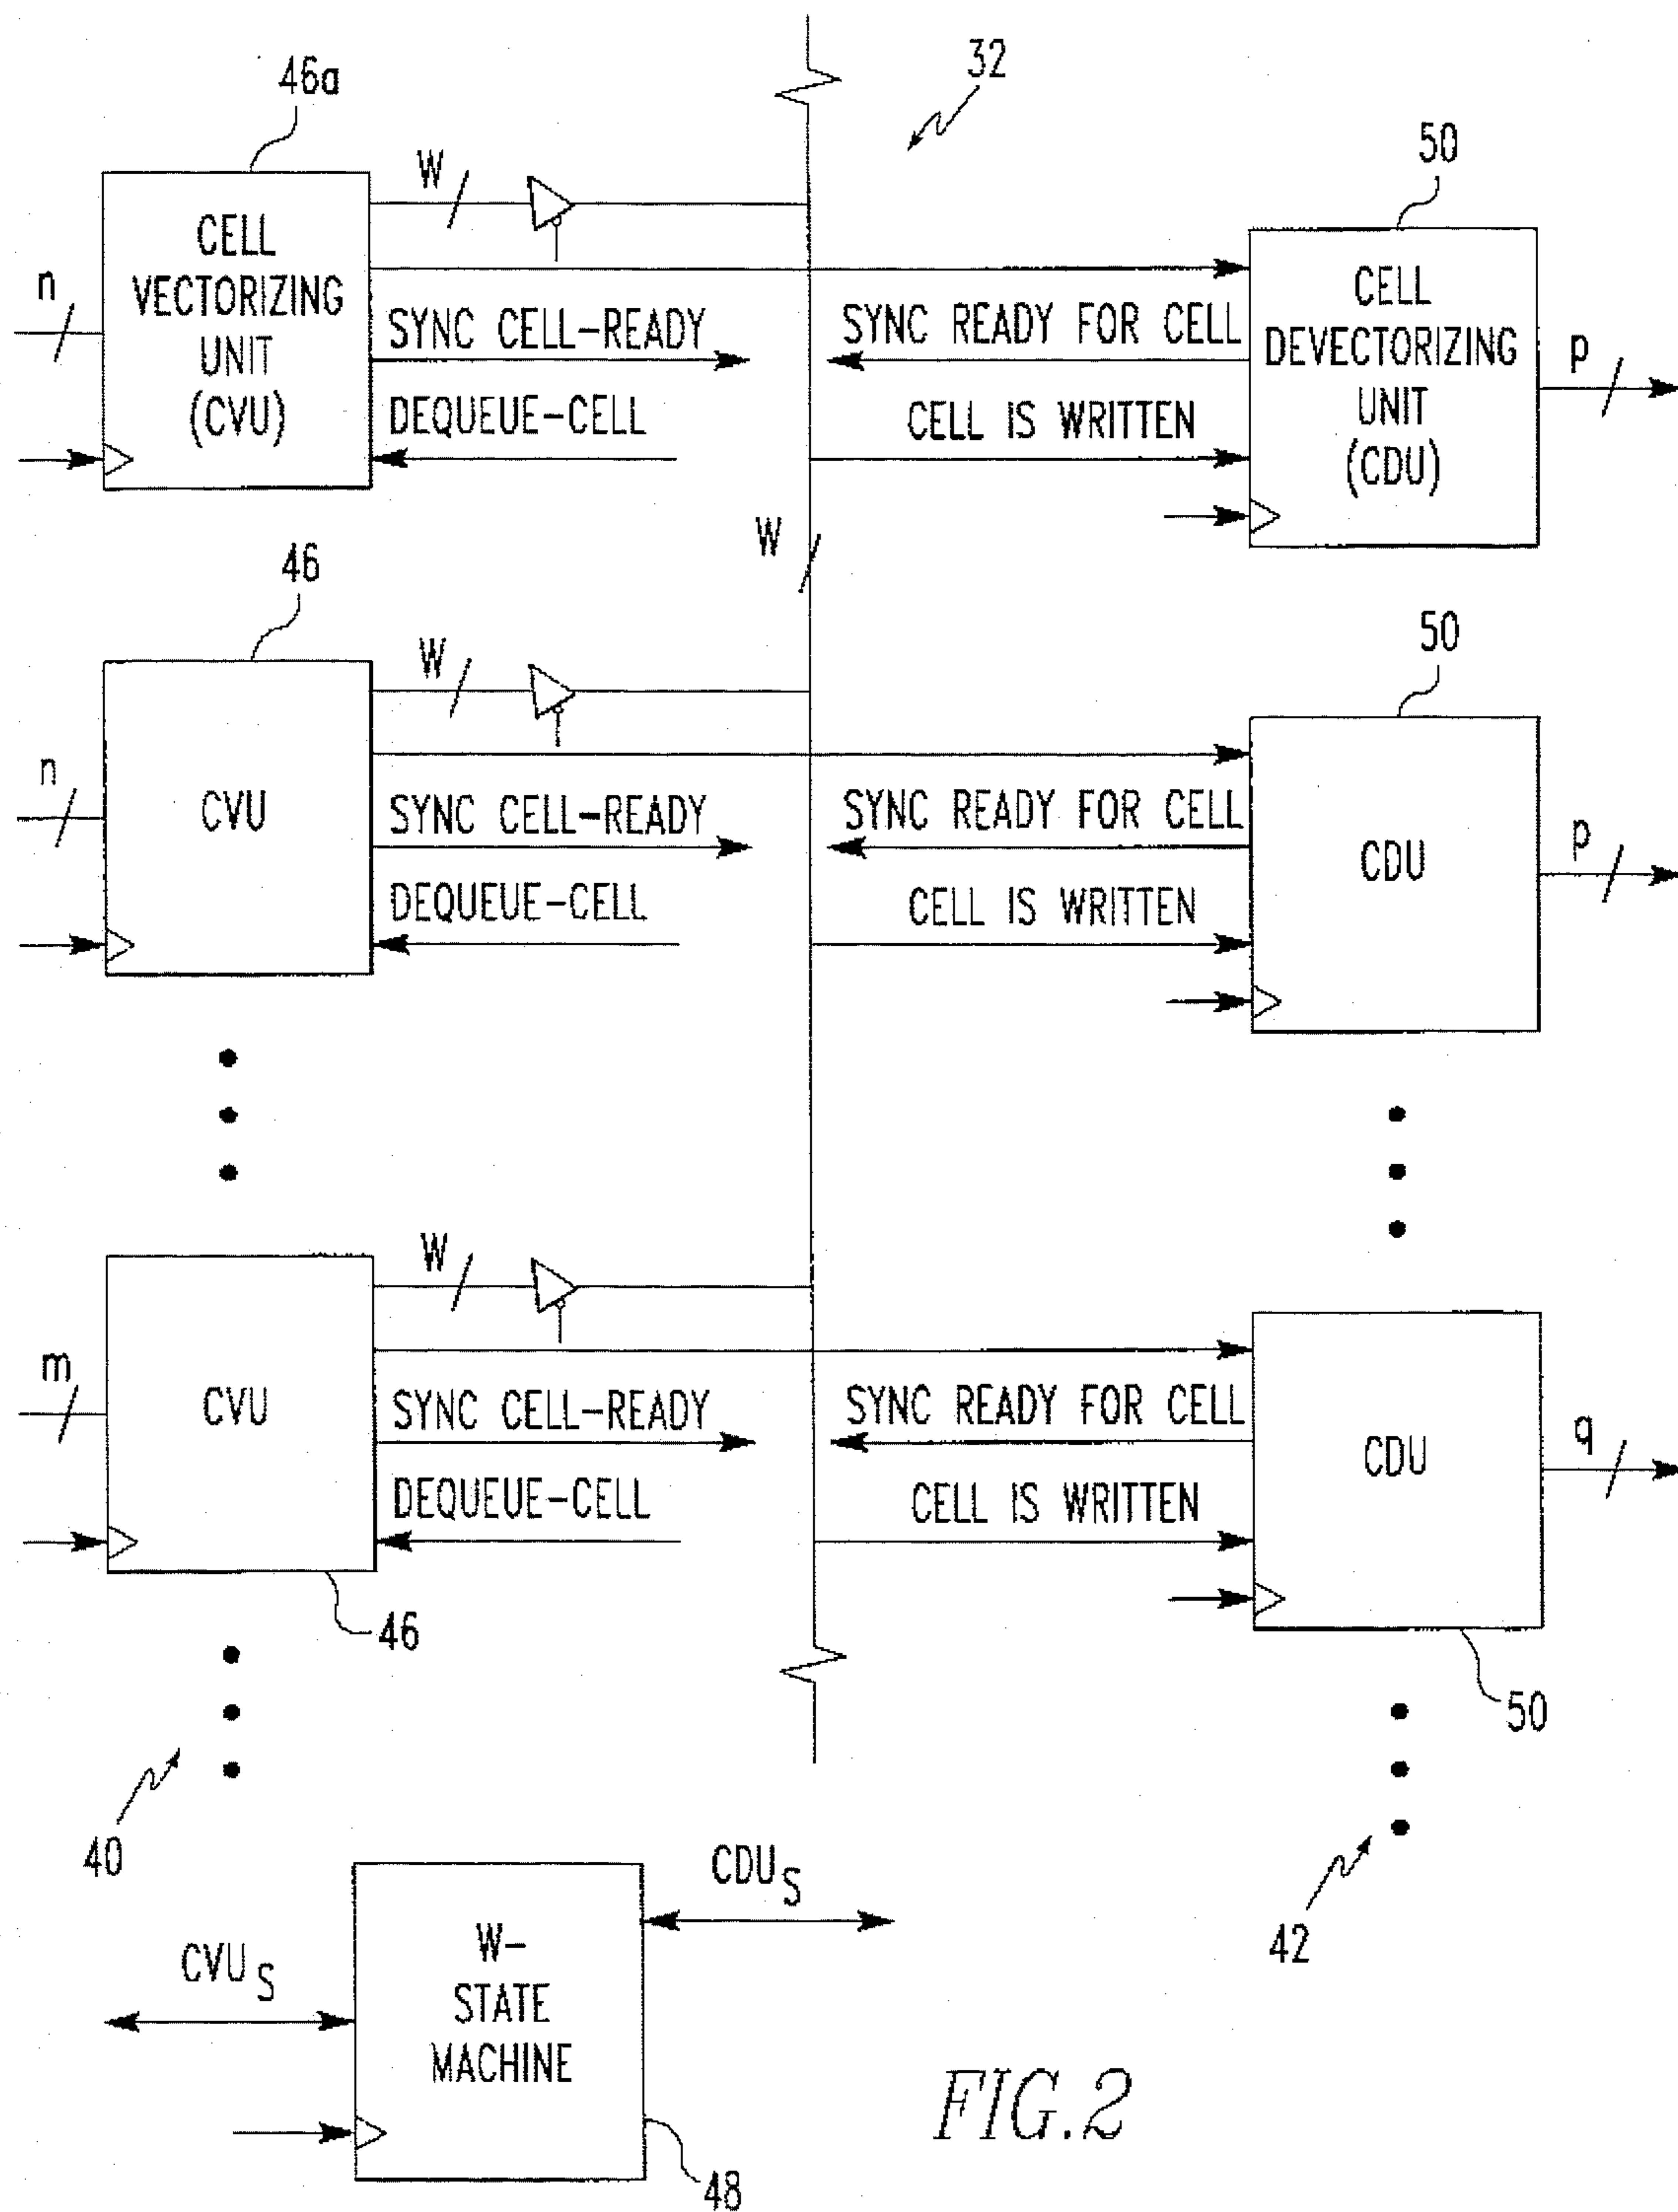 46a
32
W
50
n
CELL
VECTORIZING
UNIT
(CVU)
SYNC CELL-READY
DEQUEUE-CELL
SYNC READY FOR CELL
CELL IS WRITTEN
CELL
DEVECTORIZING
UNIT
(CDU)
p
W
46
W
50
n
CVU
SYNC CELL-READY
DEQUEUE-CELL
SYNC READY FOR CELL
CELL IS WRITTEN
CDU
p
W
m
CVU
SYNC CELL-READY
DEQUEUE-CELL
SYNC READY FOR CELL
CELL IS WRITTEN
CDU
q
46
50
40
42
CVUS
W-
STATE
MACHINE
CDUS
48
FIG.2